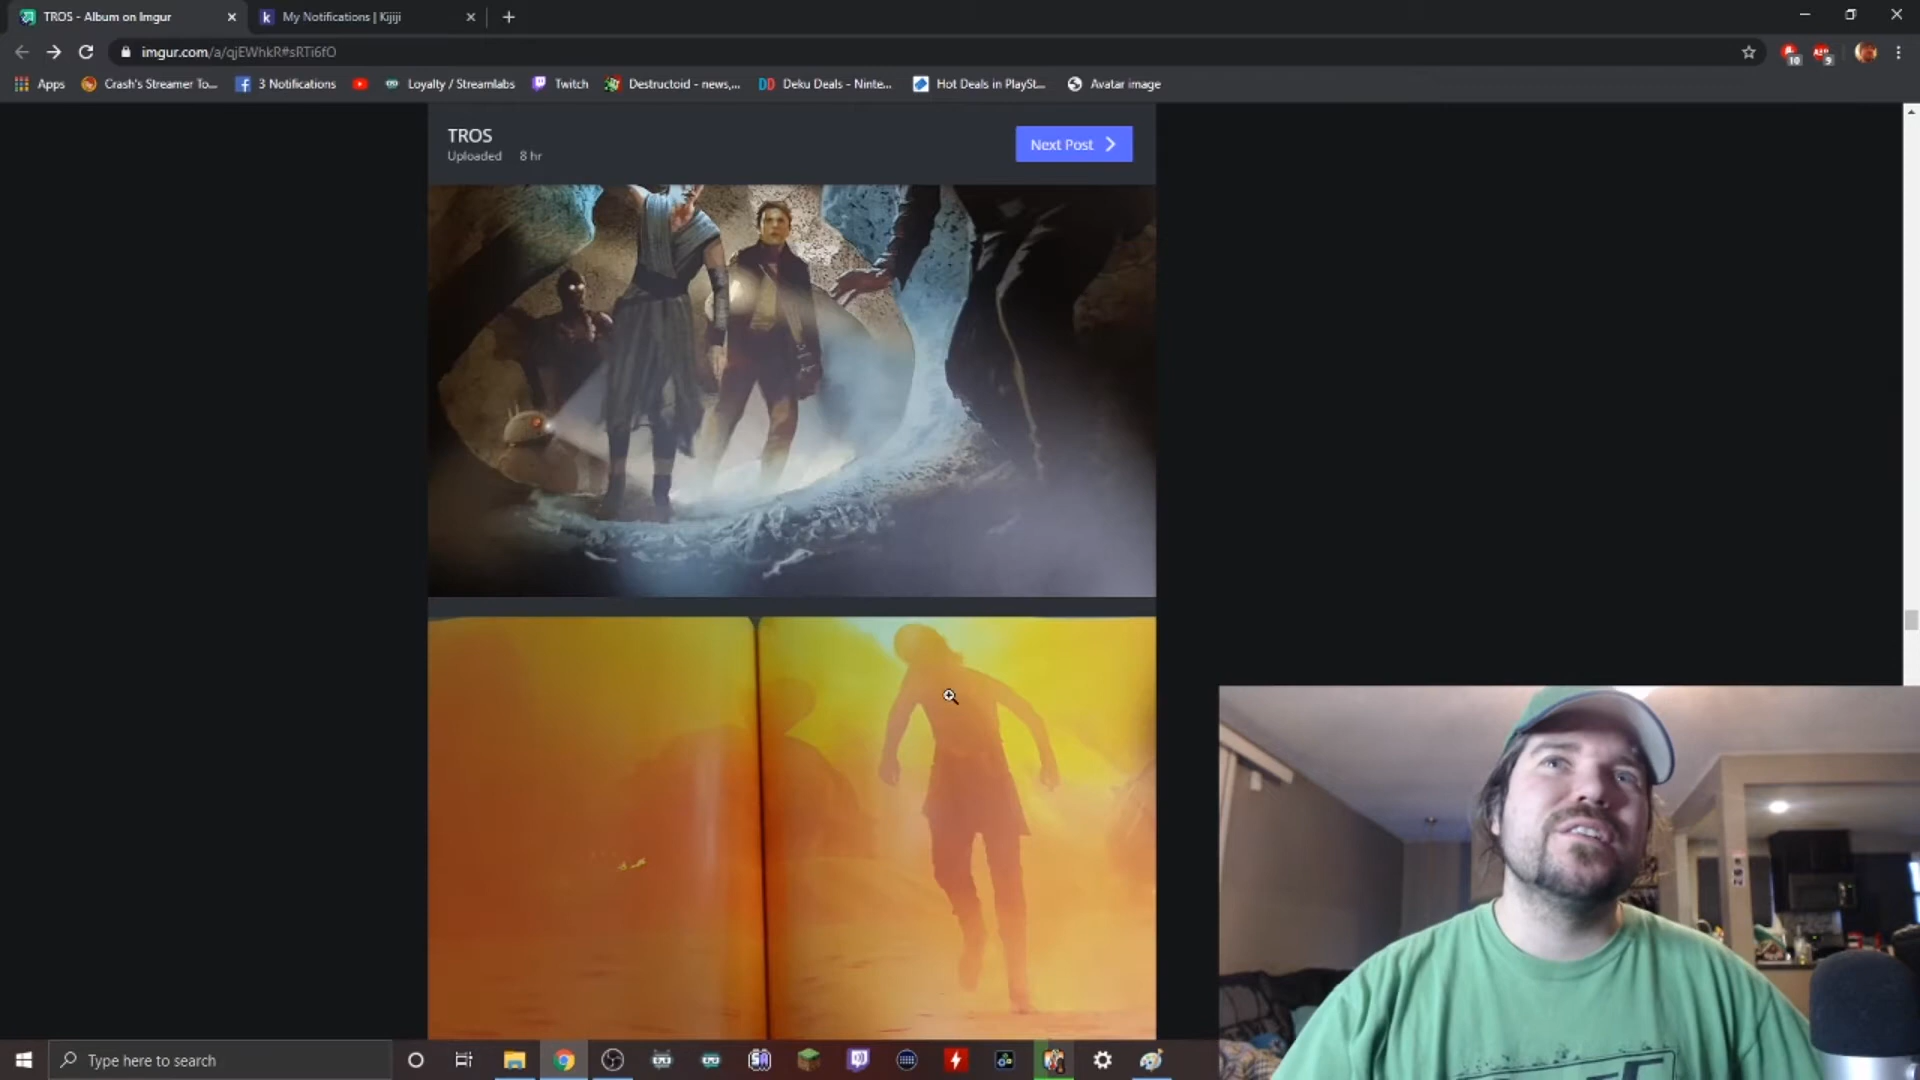 TROS - Album on Imgur
My Notifications | Kijiji
imgur.com/a/qjEWhkR#sRTi6fO
10
9
Apps
Crash's Streamer To...
3 Notifications
Loyalty / Streamlabs
Twitch
Destructoid - news,...
Deku Deals - Ninte...
Hot Deals in PlaySt...
Avatar image
TROS
Uploaded 8 hr
Next Post
Type here to search